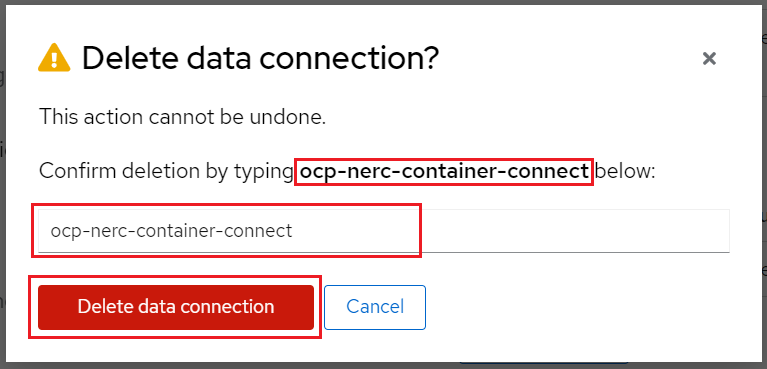 Delete data connection?
This action cannot be undone.
Confirm deletion by typing ocp-nerc-container-connect below:
ocp-nerc-container-connect
Delete data connection
Cancel